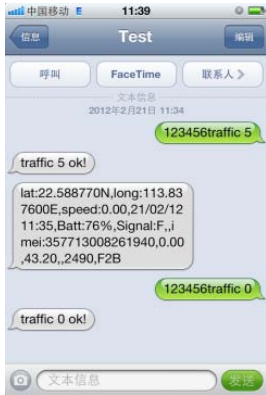 中国移动 E 11:39
信息 Test 编辑
呼叫 FaceTime 联系人
文本信息
2012年2月21日 11:34
123456traffic 5
traffic 5 ok!
lat:22.588770N,long:113.83
7600E,speed:0.00,21/02/12
11:35,Batt:76%,Signal:F,,i
mei:357713008261940,0.00
,43.20,,2490,F2B
123456traffic 0
traffic 0 ok!
文本信息 发送